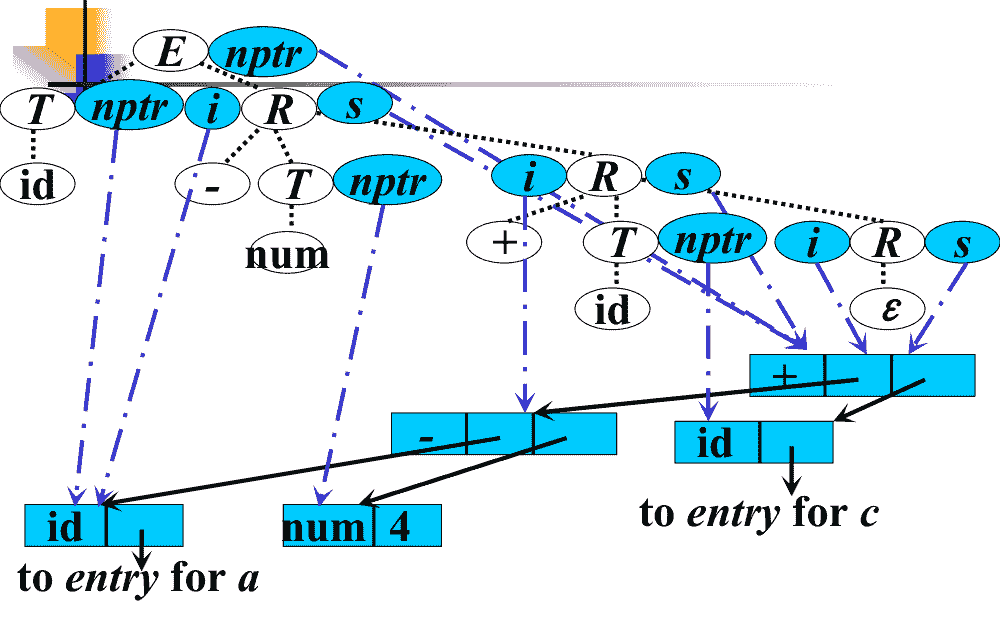 E nptr
T nptr i R s
id - T nptr i R s
num + T nptr i R s
id ε
+
- id
to entry for c
id num 4
to entry for a